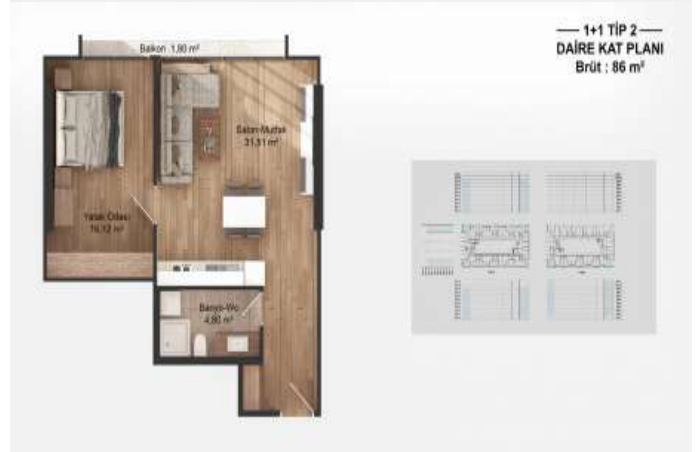 1+1 TİP 2
DAİRE KAT PLANI
Brüt : 86 m²
Balkon 1,80 m²
Salon-Mutfak
31,51 m²
Yatak Odası
16,12 m²
Banyo-Wc
4,80 m²